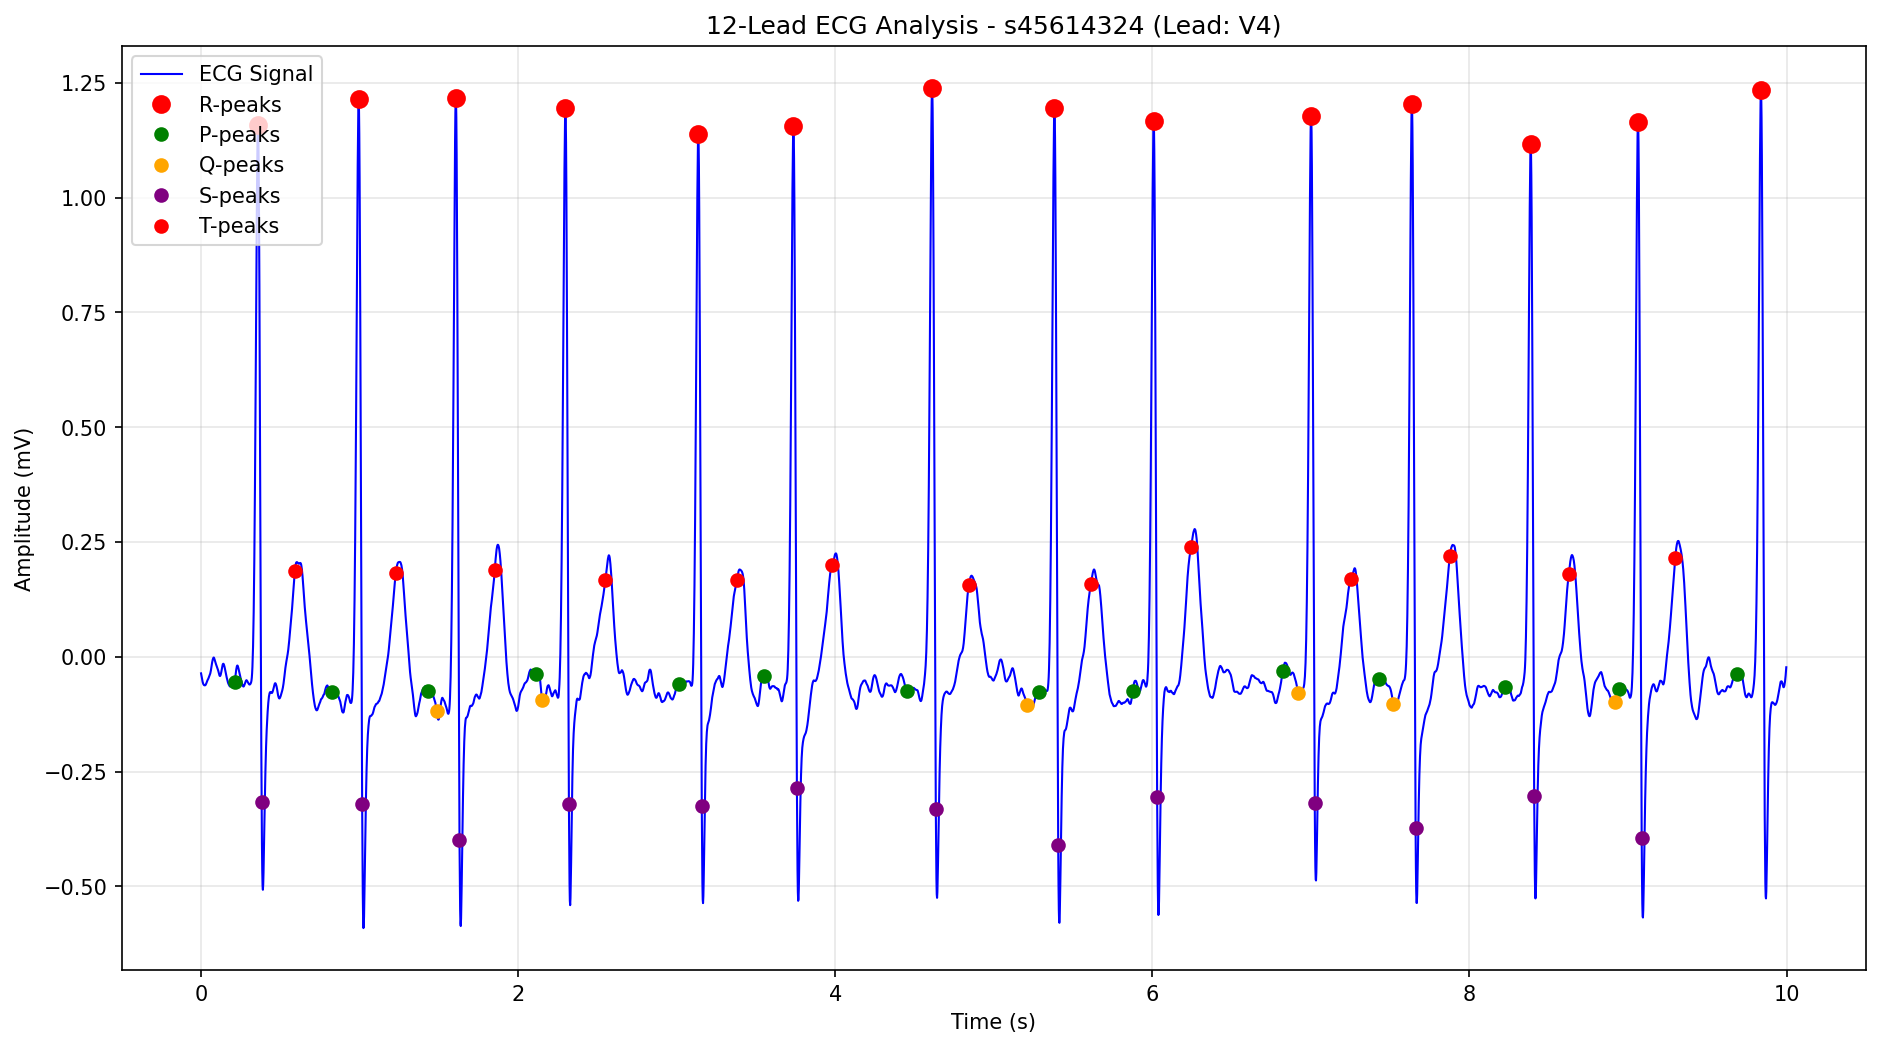 12-Lead ECG Analysis - s45614324 (Lead: V4)
ECG Signal
R-peaks
P-peaks
Q-peaks
S-peaks
T-peaks
1.25
1.00
0.75
0.50
0.25
0.00
−0.25
−0.50
Amplitude (mV)
0
2
4
6
8
10
Time (s)